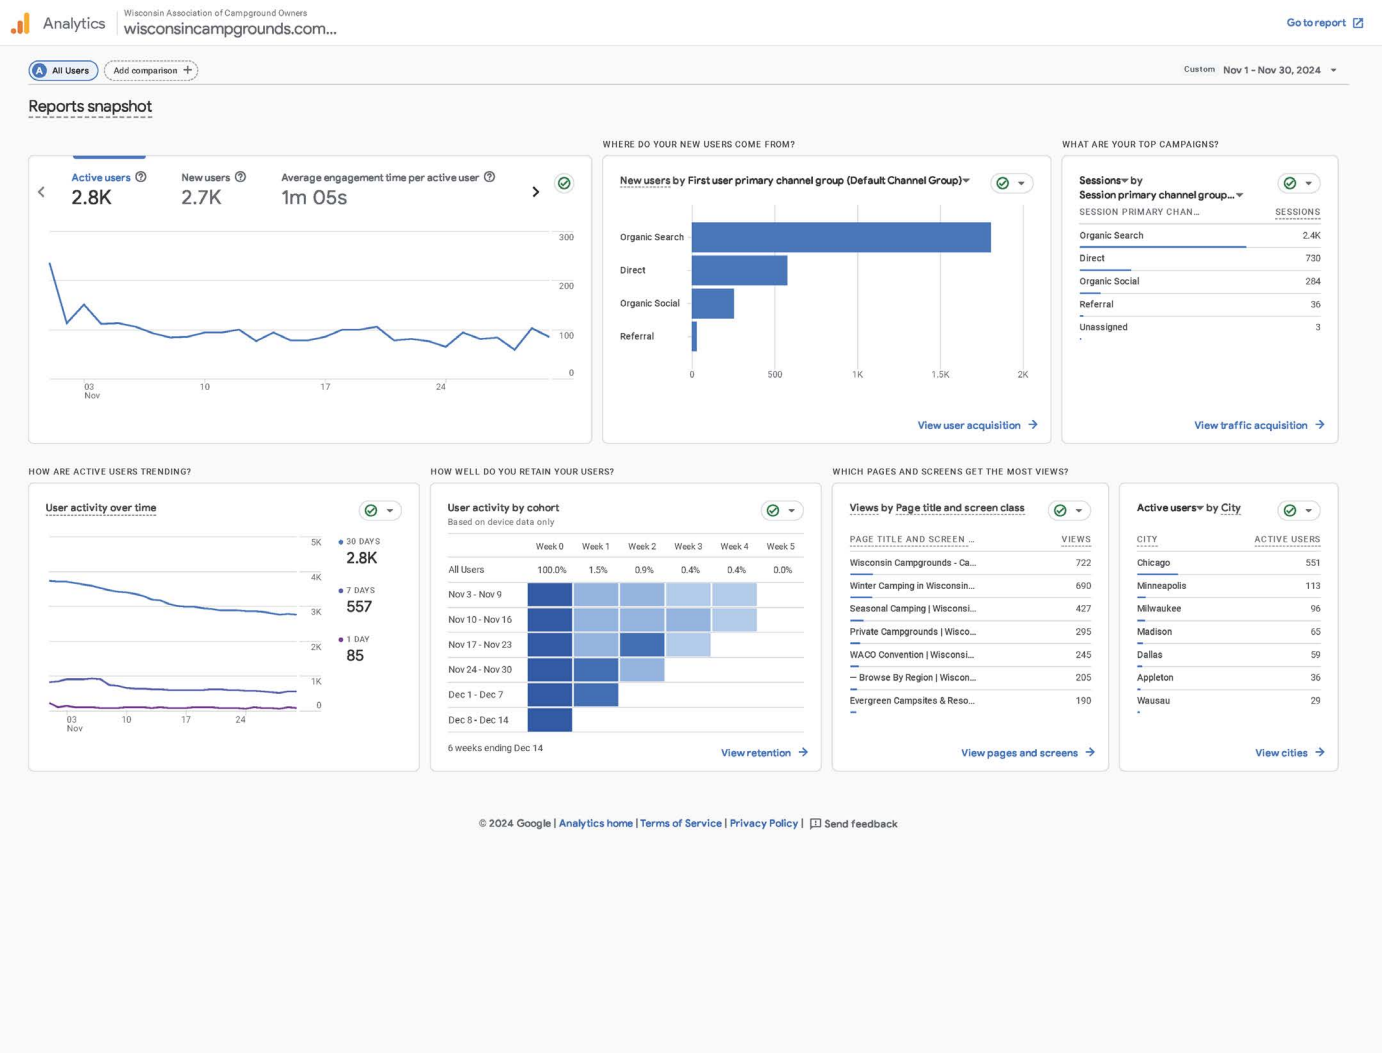 Analytics
Wisconsin Association of Campground Owners
wisconsincampgrounds.com...
Go to report
A All Users
Add comparison +
Custom Nov 1 - Nov 30, 2024
Reports snapshot
Active users
2.8K
New users
2.7K
Average engagement time per active user
1m 05s
300
200
100
0
03
Nov
10
17
24
WHERE DO YOUR NEW USERS COME FROM?
New users by First user primary channel group (Default Channel Group)
Organic Search
Direct
Organic Social
Referral
0 500 1K 1.5K 2K
View user acquisition
WHAT ARE YOUR TOP CAMPAIGNS?
Sessions by
Session primary channel group...
SESSION PRIMARY CHAN... SESSIONS
Organic Search 2.4K
Direct 730
Organic Social 284
Referral 36
Unassigned 3
View traffic acquisition
HOW ARE ACTIVE USERS TRENDING?
User activity over time
5K
4K
3K
2K
1K
0
03
Nov
10
17
24
30 DAYS
2.8K
7 DAYS
557
1 DAY
85
HOW WELL DO YOU RETAIN YOUR USERS?
User activity by cohort
Based on device data only
Week 0 Week 1 Week 2 Week 3 Week 4 Week 5
All Users 100.0% 1.5% 0.9% 0.4% 0.4% 0.0%
Nov 3 - Nov 9
Nov 10 - Nov 16
Nov 17 - Nov 23
Nov 24 - Nov 30
Dec 1 - Dec 7
Dec 8 - Dec 14
6 weeks ending Dec 14
View retention
WHICH PAGES AND SCREENS GET THE MOST VIEWS?
Views by Page title and screen class
PAGE TITLE AND SCREEN ... VIEWS
Wisconsin Campgrounds - Ca... 722
Winter Camping in Wisconsin... 690
Seasonal Camping | Wisconsi... 427
Private Campgrounds | Wisco... 295
WACO Convention | Wisconsi... 245
— Browse By Region | Wiscon... 205
Evergreen Campsites & Reso... 190
View pages and screens
Active users by City
CITY ACTIVE USERS
Chicago 551
Minneapolis 113
Milwaukee 96
Madison 65
Dallas 59
Appleton 36
Wausau 29
View cities
© 2024 Google | Analytics home | Terms of Service | Privacy Policy | Send feedback